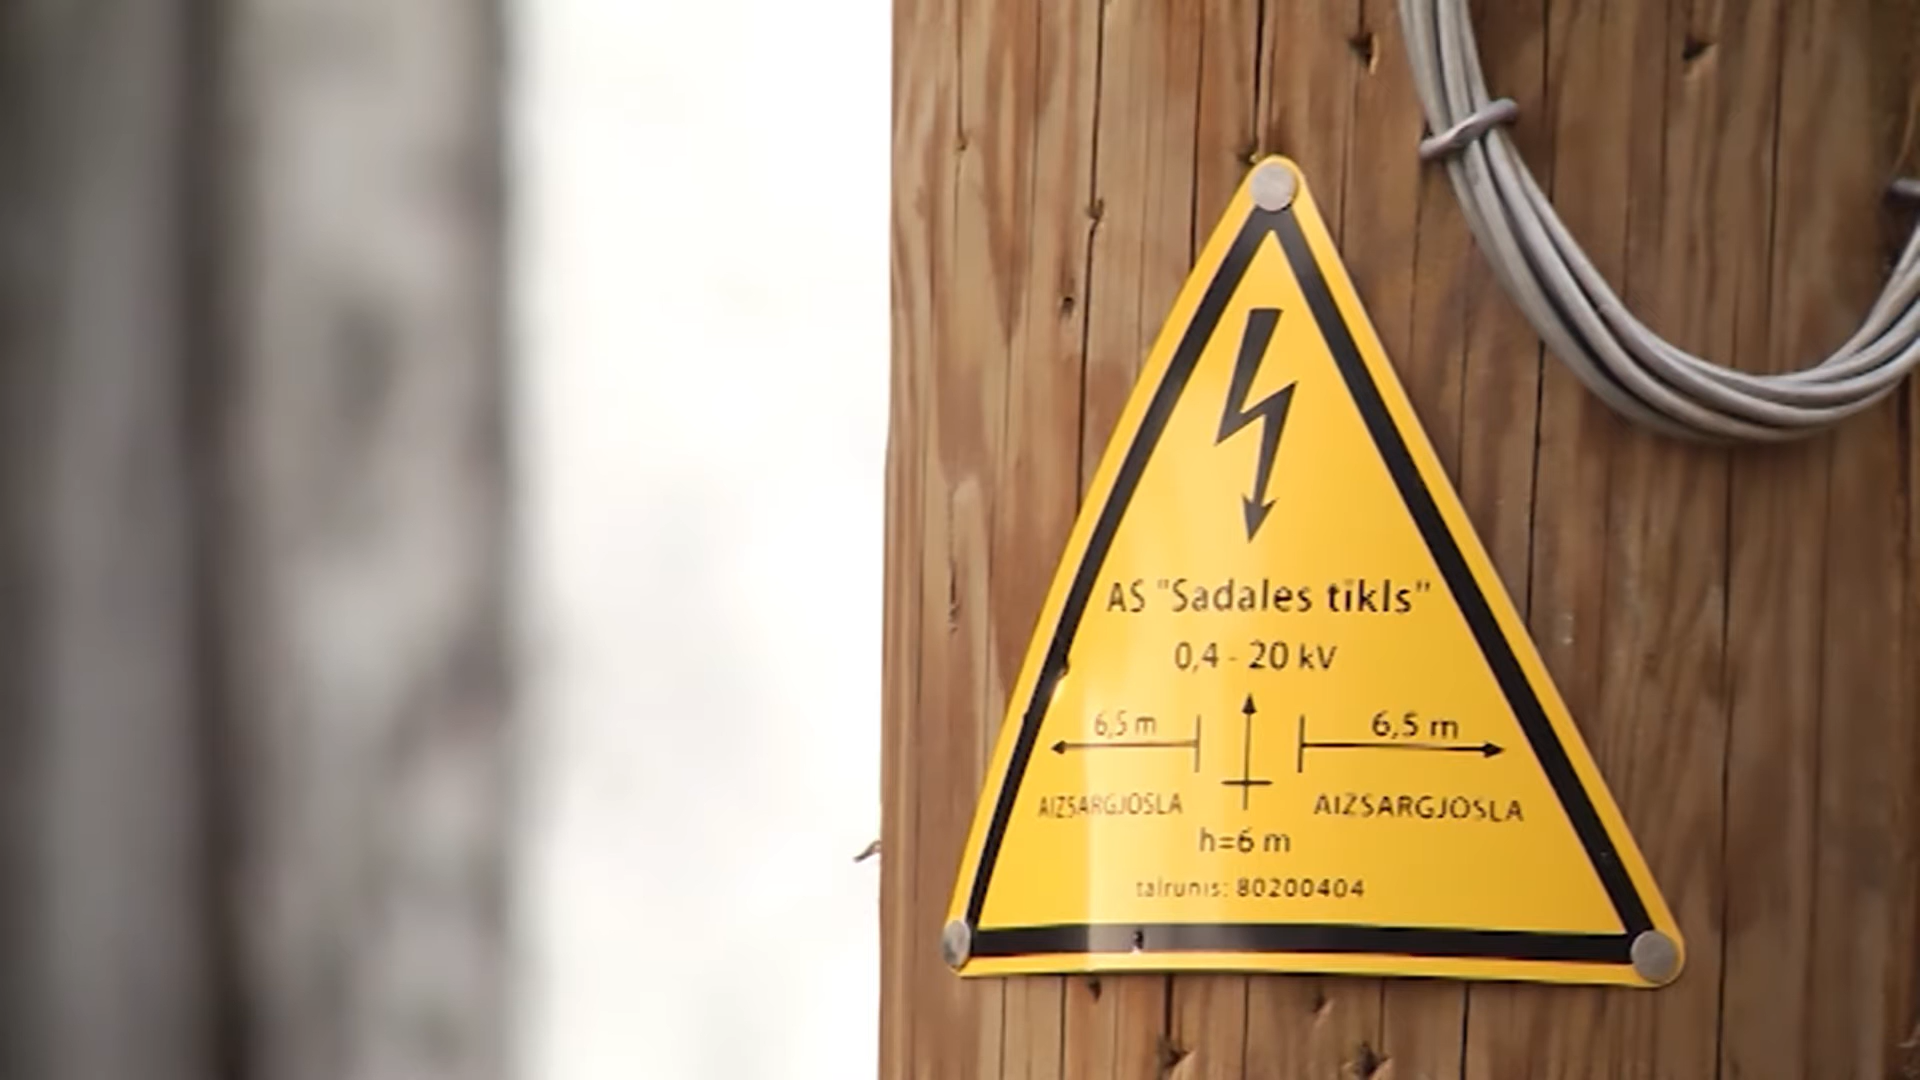 AS "Sadales tīkls"
0,4 - 20 kV
6,5 m 6,5 m
AIZSARGJOSLA AIZSARGJOSLA
h=6 m
tālrunis: 80200404